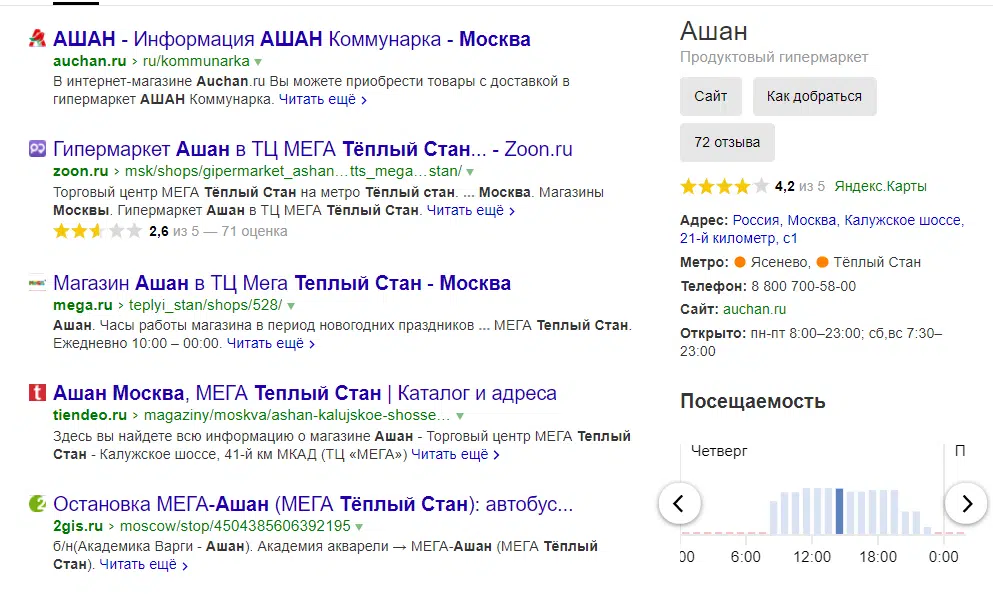 АШАН - Информация АШАН Коммунарка - Москва
auchan.ru › ru/kommunarka
В интернет-магазине Auchan.ru Вы можете приобрести товары с доставкой в
гипермаркет АШАН Коммунарка. Читать ещё ›
Гипермаркет Ашан в ТЦ МЕГА Тёплый Стан... - Zoon.ru
zoon.ru › msk/shops/gipermarket_ashan…tts_mega…stan/
Торговый центр МЕГА Тёплый Стан на метро Тёплый стан. ... Москва. Магазины
Москвы. Гипермаркет Ашан в ТЦ МЕГА Тёплый Стан. Читать ещё ›
2,6 из 5 — 71 оценка
Магазин Ашан в ТЦ Мега Теплый Стан - Москва
mega.ru › teplyi_stan/shops/528/
Ашан. Часы работы магазина в период новогодних праздников ... МЕГА Теплый Стан.
Ежедневно 10:00 – 00:00. Читать ещё ›
t
Ашан Москва, МЕГА Теплый Стан | Каталог и адреса
tiendeo.ru › magaziny/moskva/ashan-kalujskoe-shosse…
Здесь вы найдете всю информацию о магазине Ашан - Торговый центр МЕГА Теплый
Стан - Калужское шоссе, 41-й км МКАД (ТЦ «МЕГА») Читать ещё ›
2
Остановка МЕГА-Ашан (МЕГА Тёплый Стан): автобус...
2gis.ru › moscow/stop/4504385606392195
б/н(Академика Варги - Ашан). Академия акварели → МЕГА-Ашан (МЕГА Тёплый
Стан). Читать ещё ›
Ашан
Продуктовый гипермаркет
Сайт
Как добраться
72 отзыва
4,2 из 5 Яндекс.Карты
Адрес: Россия, Москва, Калужское шоссе,
21-й километр, с1
Метро: Ясенево, Тёплый Стан
Телефон: 8 800 700-58-00
Сайт: auchan.ru
Открыто: пн-пт 8:00–23:00; сб,вс 7:30–
23:00
Посещаемость
Четверг
П
00 6:00 12:00 18:00 0:00